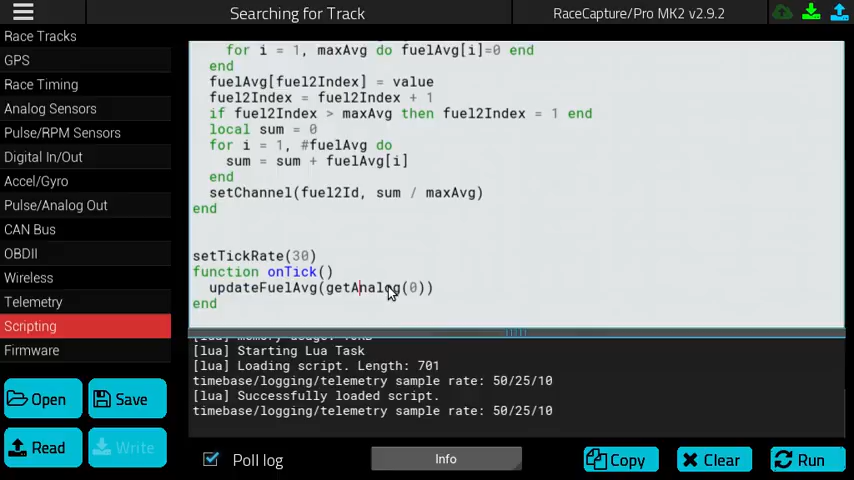 Searching for Track
RaceCapture/Pro MK2 v2.9.2
Race Tracks
GPS
Race Timing
Analog Sensors
Pulse/RPM Sensors
Digital In/Out
Accel/Gyro
Pulse/Analog Out
CAN Bus
OBDII
Wireless
Telemetry
Scripting
Firmware
Open
Save
Read
Write
for i = 1, maxAvg do fuelAvg[i]=0 end
end
fuelAvg[fuel2Index] = value
fuel2Index = fuel2Index + 1
if fuel2Index > maxAvg then fuel2Index = 1 end
local sum = 0
for i = 1, #fuelAvg do
sum = sum + fuelAvg[i]
end
setChannel(fuel2Id, sum / maxAvg)
end
setTickRate(30)
function onTick()
updateFuelAvg(getAnalog(0))
end
[lua] Starting Lua Task
[lua] Loading script. Length: 701
timebase/logging/telemetry sample rate: 50/25/10
[lua] Successfully loaded script.
timebase/logging/telemetry sample rate: 50/25/10
Poll log
Info
Copy
Clear
Run